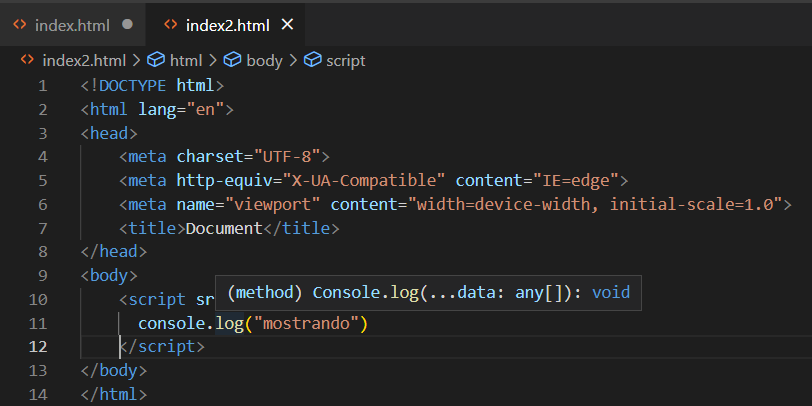 index.html index2.html
index2.html > html > body > script
1 <!DOCTYPE html>
2 <html lang="en">
3 <head>
4 <meta charset="UTF-8">
5 <meta http-equiv="X-UA-Compatible" content="IE=edge">
6 <meta name="viewport" content="width=device-width, initial-scale=1.0">
7 <title>Document</title>
8 </head>
9 <body>
(method) Console.log(...data: any[]): void
10 <script sr
11 console.log("mostrando")
12 </script>
13 </body>
14 </html>